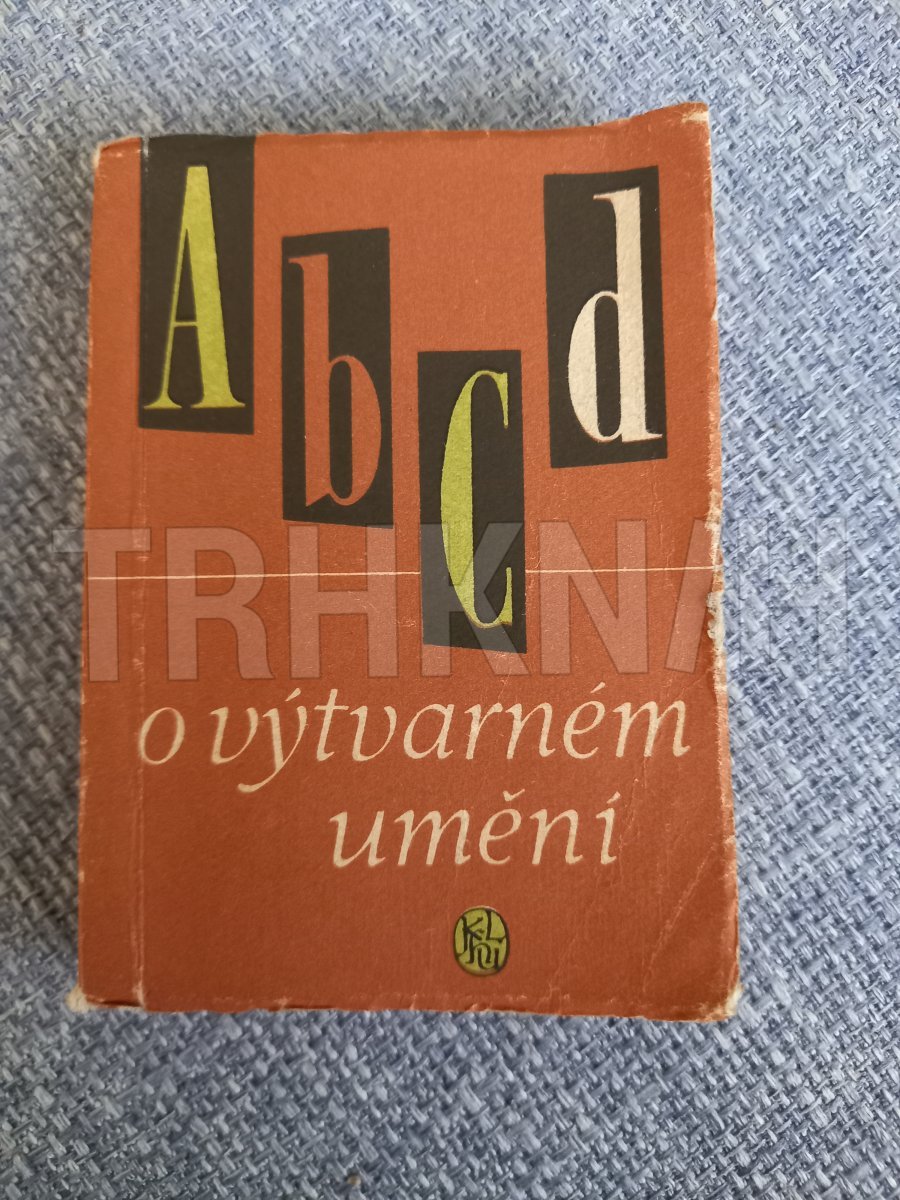 AbCd
TRHKNIH
o výtvarném
umění